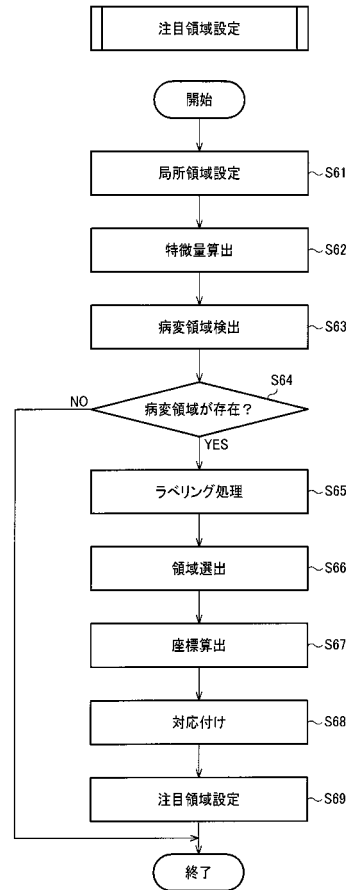 注目領域設定
開始
局所領域設定 S61
特徴量算出 S62
病変領域検出 S63
S64
病変領域が存在?
NO
YES
ラベリング処理 S65
領域選出 S66
座標算出 S67
対応付け S68
注目領域設定 S69
終了